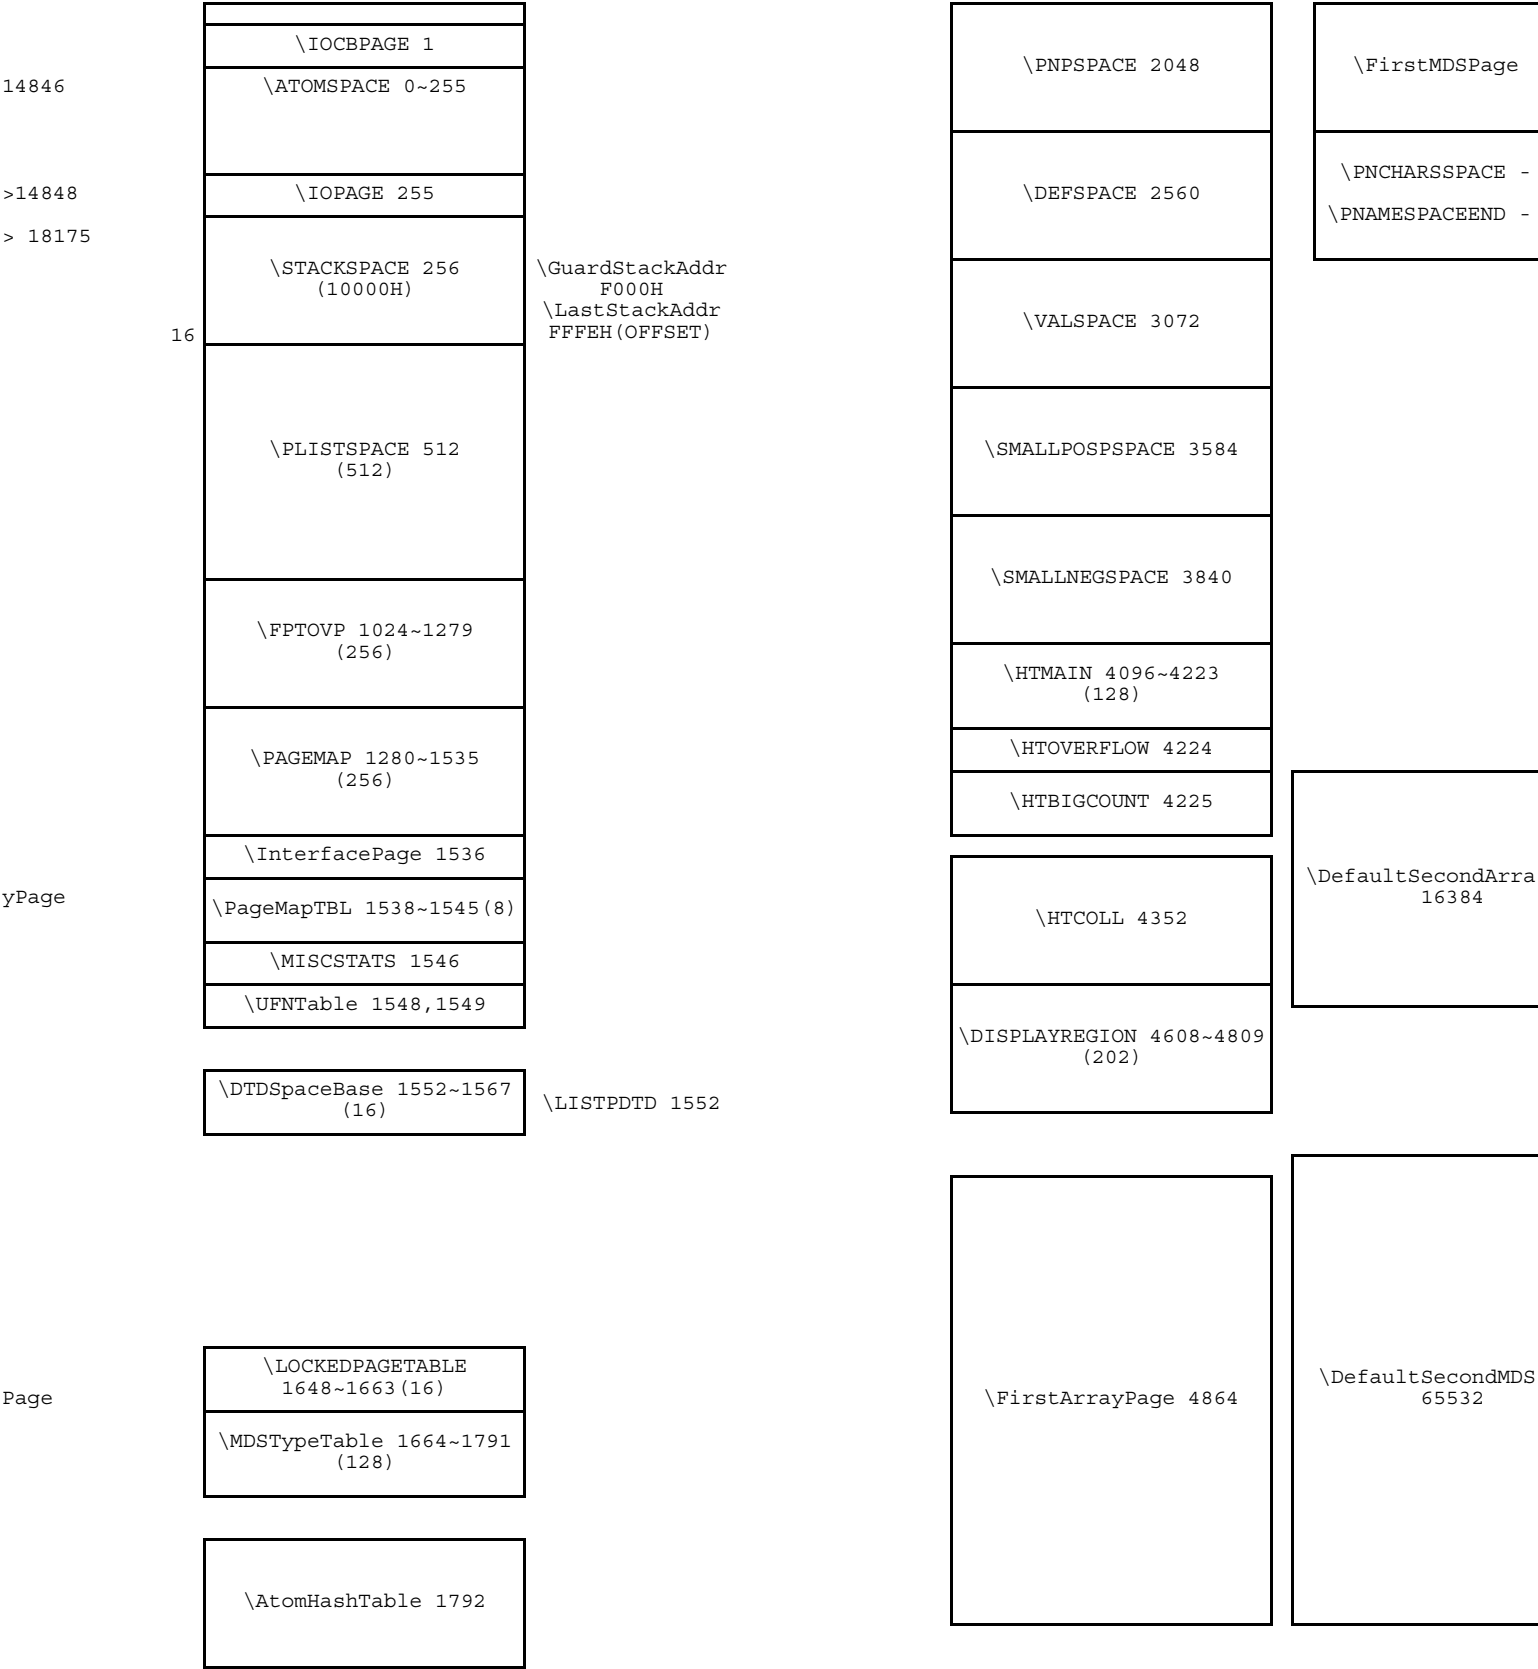 \IOCBPAGE 1
14846
\ATOMSPACE 0~255
>14848
\IOPAGE 255
> 18175
\STACKSPACE 256
(10000H)
16
\GuardStackAddr
F000H
\LastStackAddr
FFFEH(OFFSET)
\PLISTSPACE 512
(512)
\FPTOVP 1024~1279
(256)
\PAGEMAP 1280~1535
(256)
\InterfacePage 1536
yPage
\PageMapTBL 1538~1545(8)
\MISCSTATS 1546
\UFNTable 1548,1549
\DTDSpaceBase 1552~1567
(16)
\LISTPDTD 1552
\LOCKEDPAGETABLE
1648~1663(16)
Page
\MDSTypeTable 1664~1791
(128)
\AtomHashTable 1792
\PNPSPACE 2048
\DEFSPACE 2560
\VALSPACE 3072
\SMALLPOSPSPACE 3584
\SMALLNEGSPACE 3840
\HTMAIN 4096~4223
(128)
\HTOVERFLOW 4224
\HTBIGCOUNT 4225
\HTCOLL 4352
\DISPLAYREGION 4608~4809
(202)
\FirstArrayPage 4864
\FirstMDSPage
\PNCHARSSPACE -
\PNAMESPACEEND -
\DefaultSecondArra
16384
\DefaultSecondMDS
65532